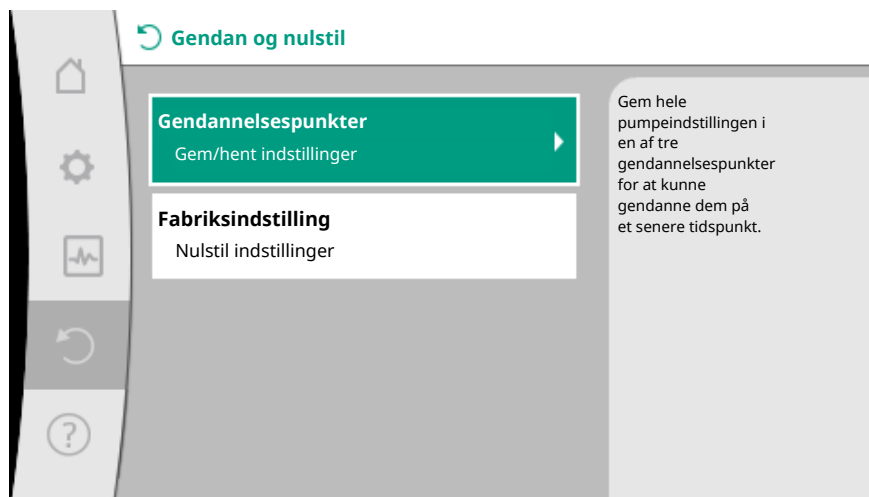 Gendan og nulstil
Gendannelsespunkter
Gem/hent indstillinger
Fabriksindstilling
Nulstil indstillinger
Gem hele
pumpeindstillingen i
en af tre
gendannelsespunkter
for at kunne
gendanne dem på
et senere tidspunkt.
?